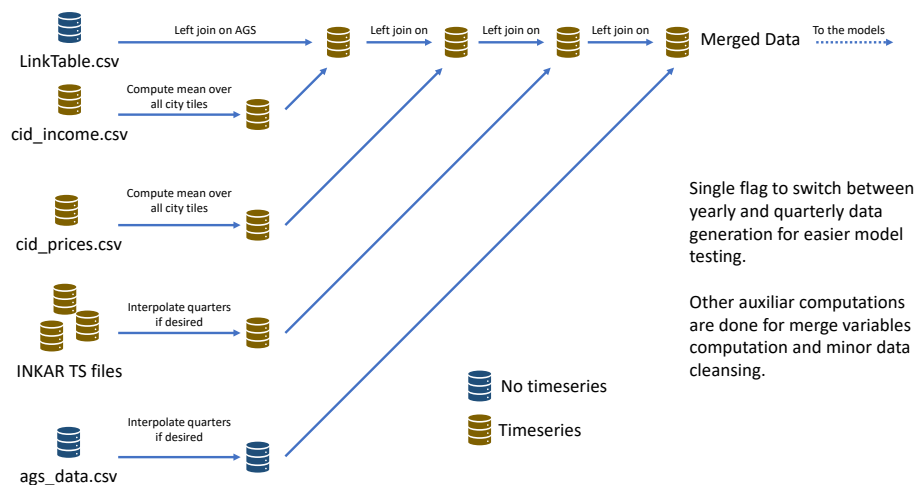 Left join on AGS
Left join on
Left join on
Left join on
Merged Data
To the models
LinkTable.csv
Compute mean over
all city tiles
cid_income.csv
Compute mean over
all city tiles
cid_prices.csv
Single flag to switch between
yearly and quarterly data
generation for easier model
testing.
Interpolate quarters
if desired
INKAR TS files
Other auxiliar computations
are done for merge variables
computation and minor data
cleansing.
No timeseries
Timeseries
Interpolate quarters
if desired
ags_data.csv